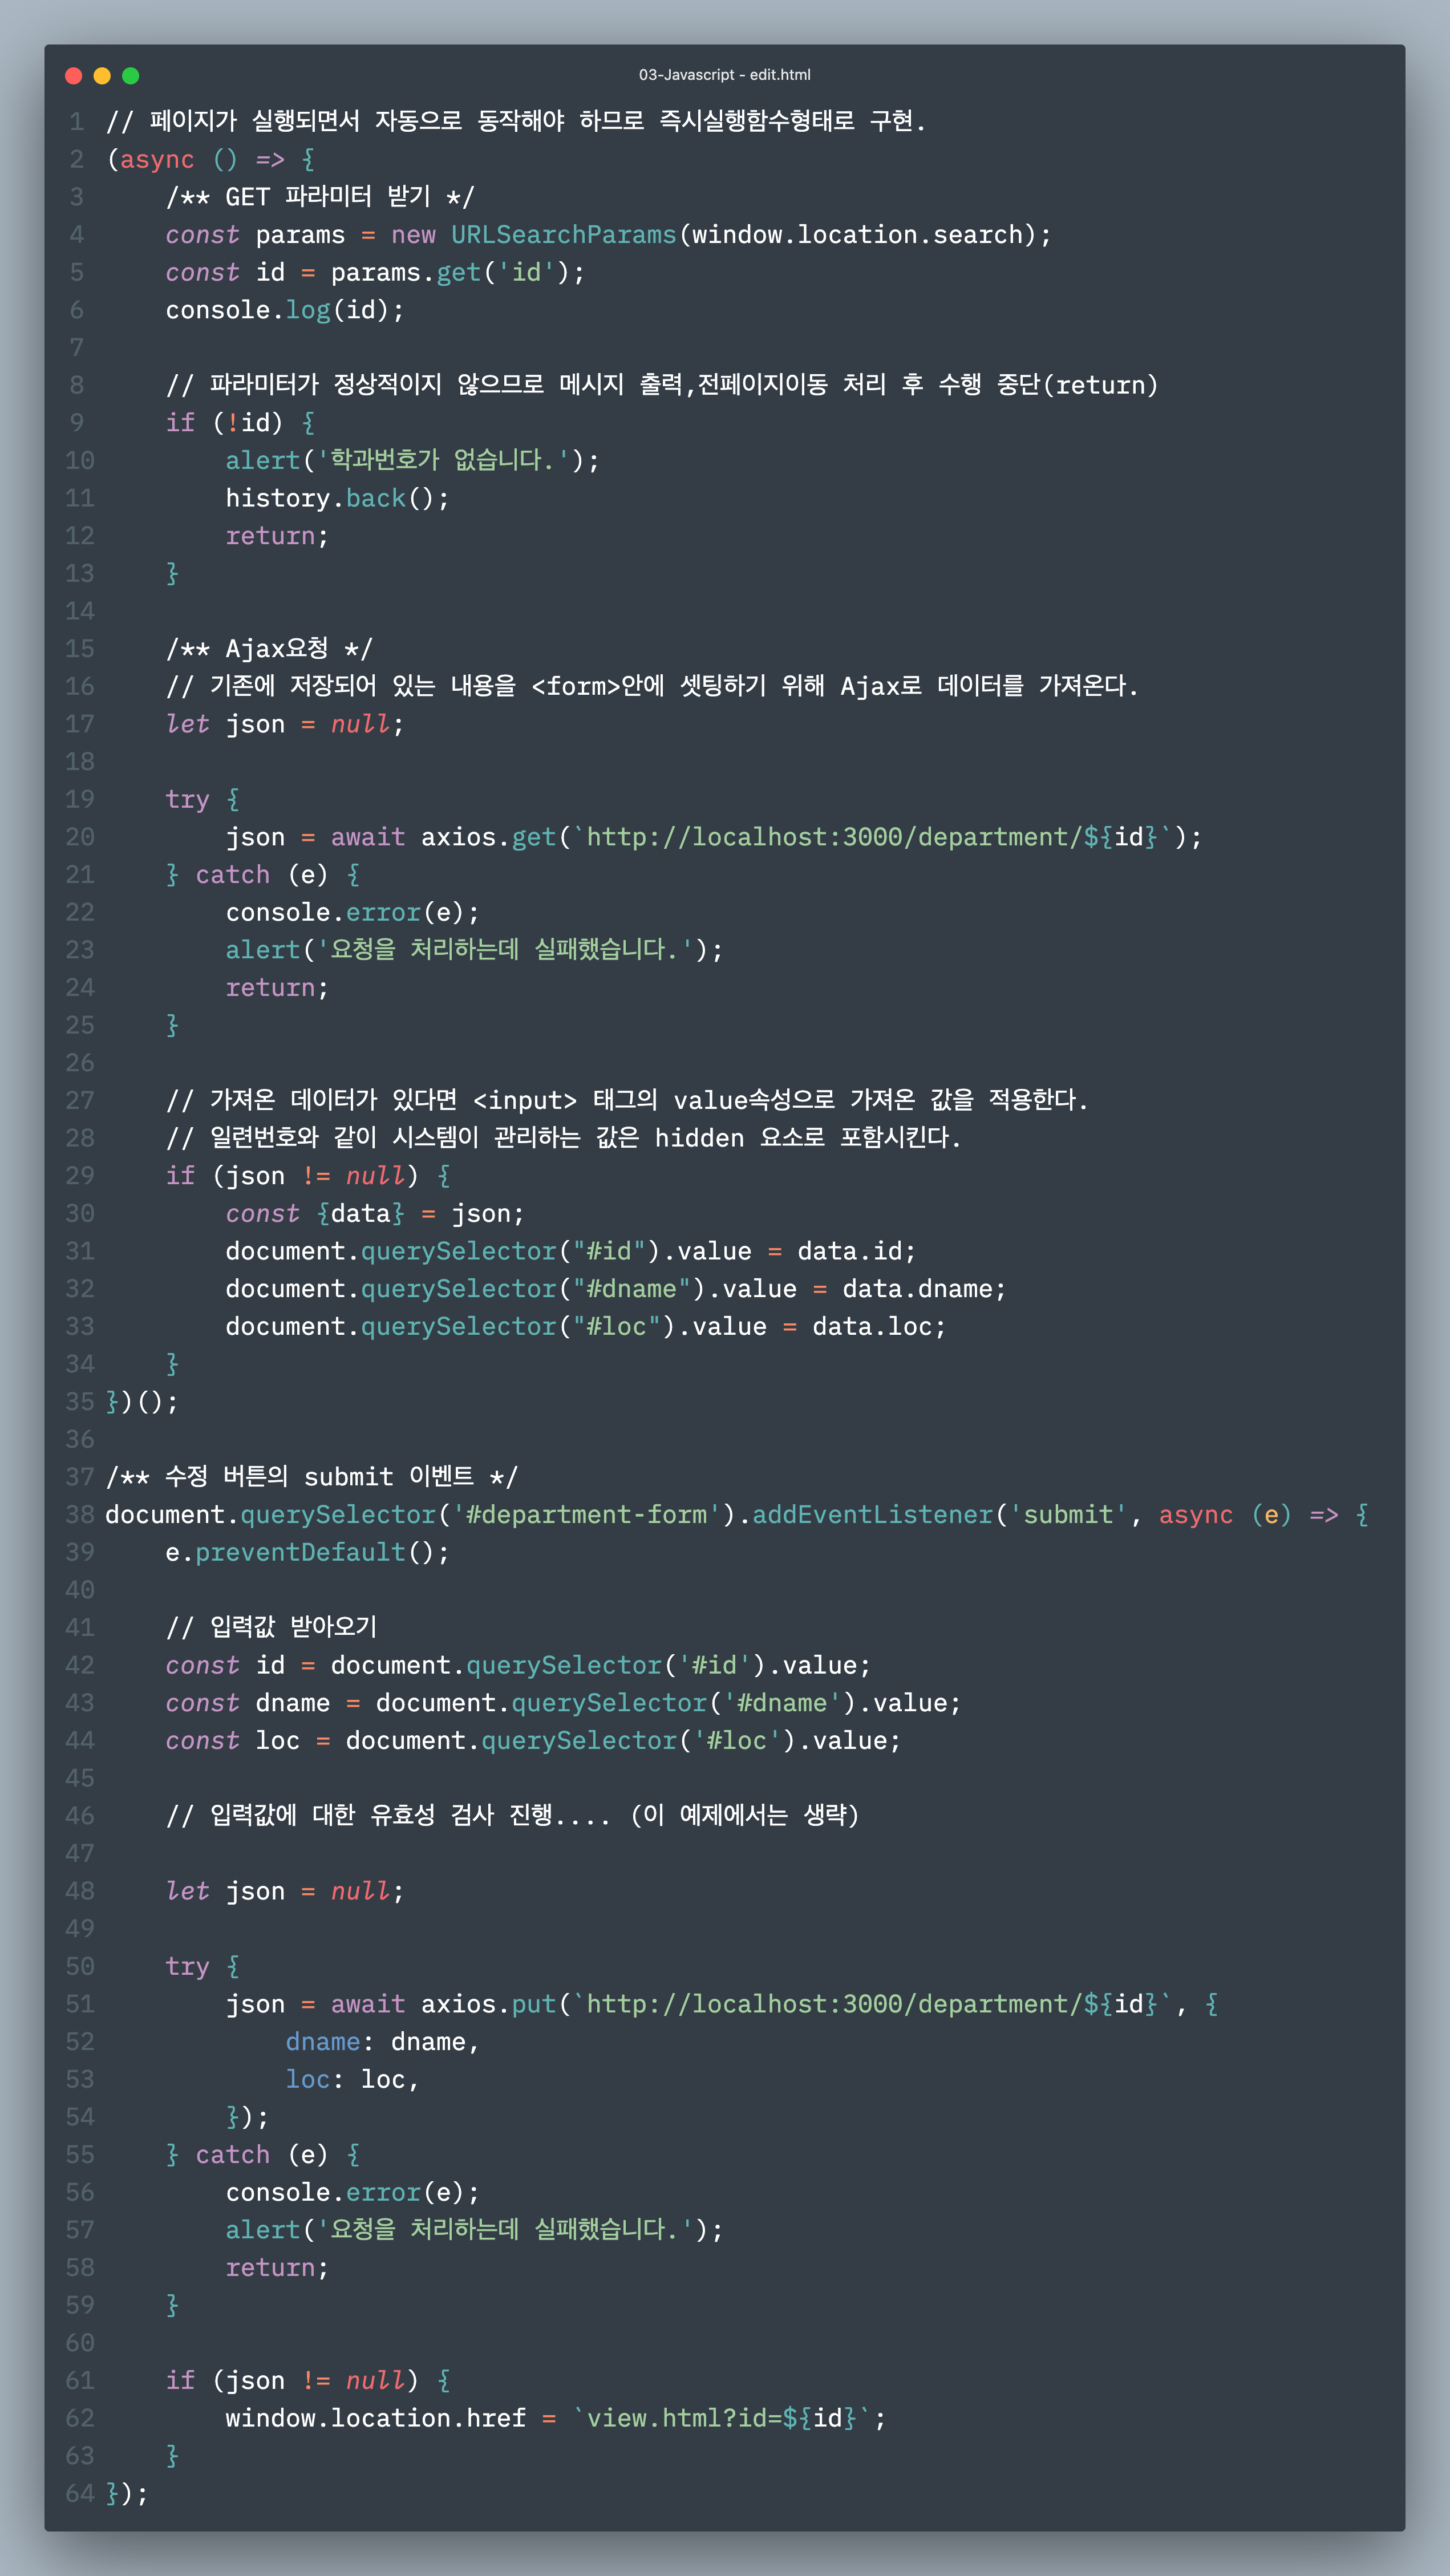 03-Javascript - edit.html
1 // 페이지가 실행되면서 자동으로 동작해야 하므로 즉시실행함수형태로 구현.
2 (async () => {
3     /** GET 파라미터 받기 */
4     const params = new URLSearchParams(window.location.search);
5     const id = params.get('id');
6     console.log(id);
7
8     // 파라미터가 정상적이지 않으므로 메시지 출력,전페이지이동 처리 후 수행 중단(return)
9     if (!id) {
10         alert('학과번호가 없습니다.');
11         history.back();
12         return;
13     }
14
15     /** Ajax요청 */
16     // 기존에 저장되어 있는 내용을 <form>안에 셋팅하기 위해 Ajax로 데이터를 가져온다.
17     let json = null;
18
19     try {
20         json = await axios.get(`http://localhost:3000/department/${id}`);
21     } catch (e) {
22         console.error(e);
23         alert('요청을 처리하는데 실패했습니다.');
24         return;
25     }
26
27     // 가져온 데이터가 있다면 <input> 태그의 value속성으로 가져온 값을 적용한다.
28     // 일련번호와 같이 시스템이 관리하는 값은 hidden 요소로 포함시킨다.
29     if (json != null) {
30         const {data} = json;
31         document.querySelector("#id").value = data.id;
32         document.querySelector("#dname").value = data.dname;
33         document.querySelector("#loc").value = data.loc;
34     }
35 })();
36
37 /** 수정 버튼의 submit 이벤트 */
38 document.querySelector('#department-form').addEventListener('submit', async (e) => {
39     e.preventDefault();
40
41     // 입력값 받아오기
42     const id = document.querySelector('#id').value;
43     const dname = document.querySelector('#dname').value;
44     const loc = document.querySelector('#loc').value;
45
46     // 입력값에 대한 유효성 검사 진행.... (이 예제에서는 생략)
47
48     let json = null;
49
50     try {
51         json = await axios.put(`http://localhost:3000/department/${id}`, {
52             dname: dname,
53             loc: loc,
54         });
55     } catch (e) {
56         console.error(e);
57         alert('요청을 처리하는데 실패했습니다.');
58         return;
59     }
60
61     if (json != null) {
62         window.location.href = `view.html?id=${id}`;
63     }
64 });